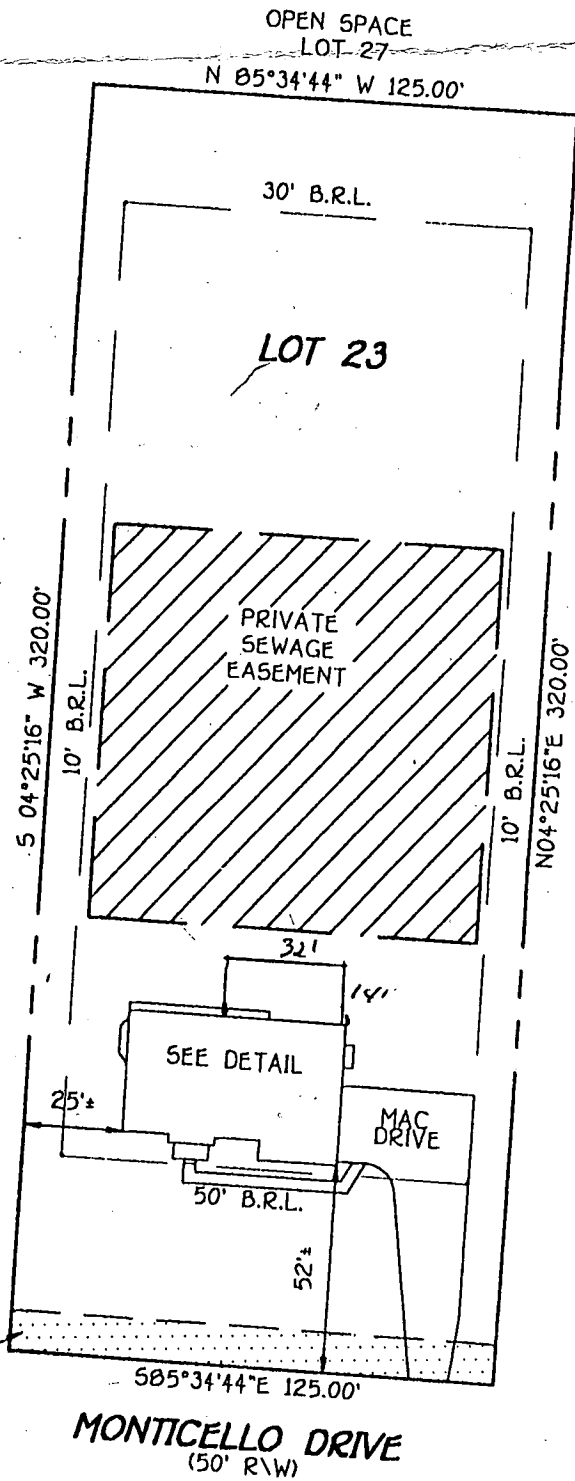 OPEN SPACE
LOT 27
N 85°34'44" W 125.00'
30' B.R.L.
LOT 23
PRIVATE
SEWAGE
EASEMENT
S 04°25'16" W 320.00'
10' B.R.L.
10' B.R.L.
N04°25'16"E 320.00'
32'
14'
SEE DETAIL
25'±
MAC
DRIVE
50' B.R.L.
52'±
S85°34'44"E 125.00'
MONTICELLO DRIVE
(50' R\W)